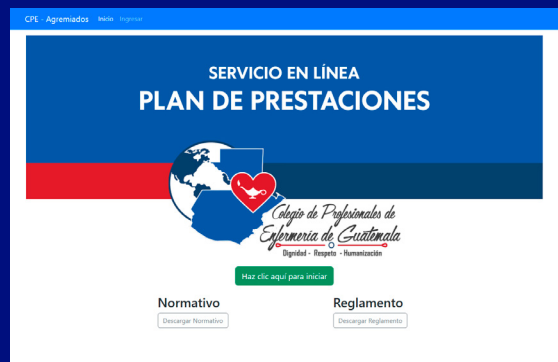 CPE - Agremiados Inicio Ingresar
SERVICIO EN LÍNEA
PLAN DE PRESTACIONES
Colegio de Profesionales de
Enfermería de Guatemala
Dignidad - Respeto - Humanización
Haz clic aquí para iniciar
Normativo Reglamento
Descargar Normativo Descargar Reglamento